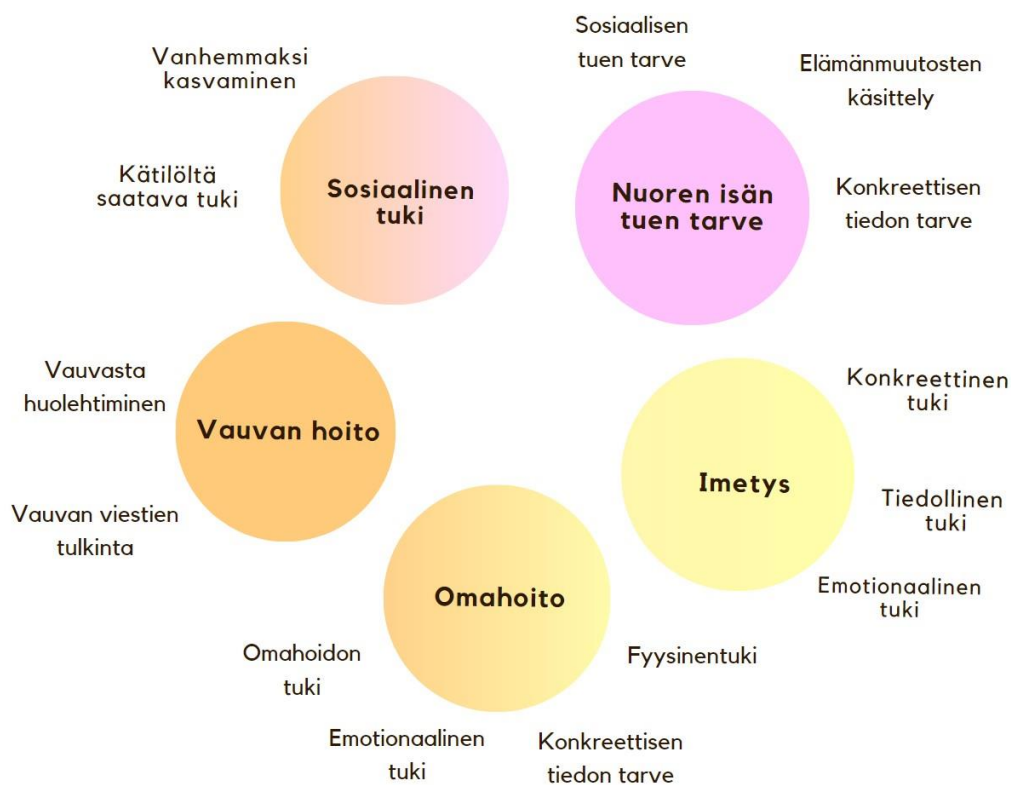 Vanhemmaksi
kasvaminen
Kätilöltä
saatava tuki
Sosiaalinen
tuki
Sosiaalisen
tuen tarve
Elämänmuutosten
käsittely
Konkreettisen
tiedon tarve
Nuoren isän
tuen tarve
Vauvasta
huolehtiminen
Vauvan hoito
Vauvan viestien
tulkinta
Konkreettinen
tuki
Imetys
Tiedollinen
tuki
Emotionaalinen
tuki
Omahoito
Omahoidon
tuki
Fyysinentuki
Emotionaalinen
tuki
Konkreettisen
tiedon tarve